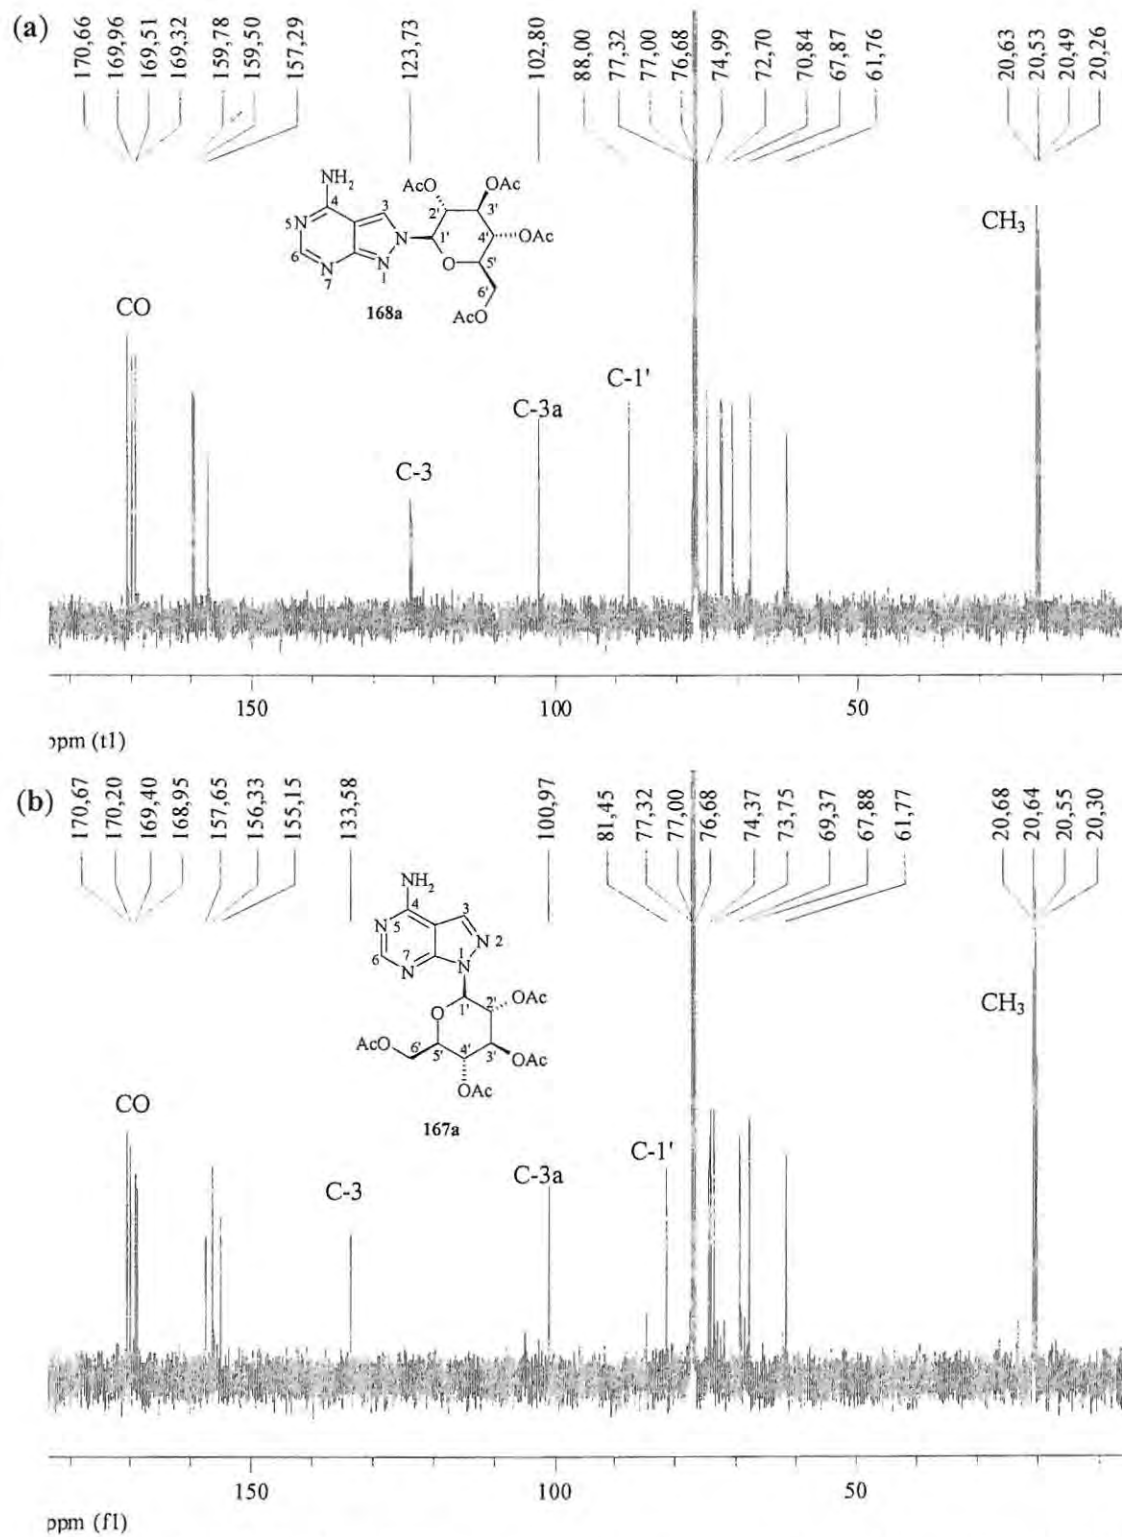 (a)
170,66
169,96
169,51
169,32
159,78
159,50
157,29
123,73
102,80
88,00
77,32
77,00
76,68
74,99
72,70
70,84
67,87
61,76
20,63
20,53
20,49
20,26
NH2
4
3
N5
6
N
7
N
N
1
AcO
OAc
2'
3'
1'
4'
OAc
O
5'
6'
AcO
168a
CO
C-3
C-3a
C-1'
CH3
150
100
50
ppm (t1)
(b)
170,67
170,20
169,40
168,95
157,65
156,33
155,15
133,58
100,97
81,45
77,32
77,00
76,68
74,37
73,75
69,37
67,88
61,77
20,68
20,64
20,55
20,30
NH2
4
3
N
5
N 2
6
7
N
1
N
1'
2'
OAc
O
AcO
6'
5'
4'
3'
OAc
OAc
167a
CO
C-3
C-3a
C-1'
CH3
150
100
50
ppm (f1)